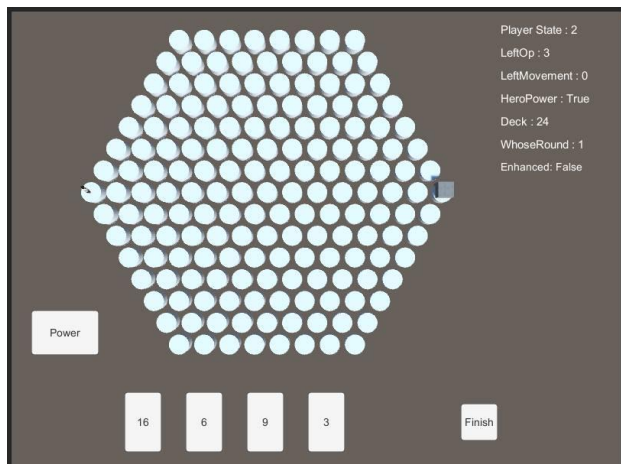 Player State : 2
LeftOp : 3
LeftMovement : 0
HeroPower : True
Deck : 24
WhoseRound : 1
Enhanced: False
Power
16 6 9 3
Finish